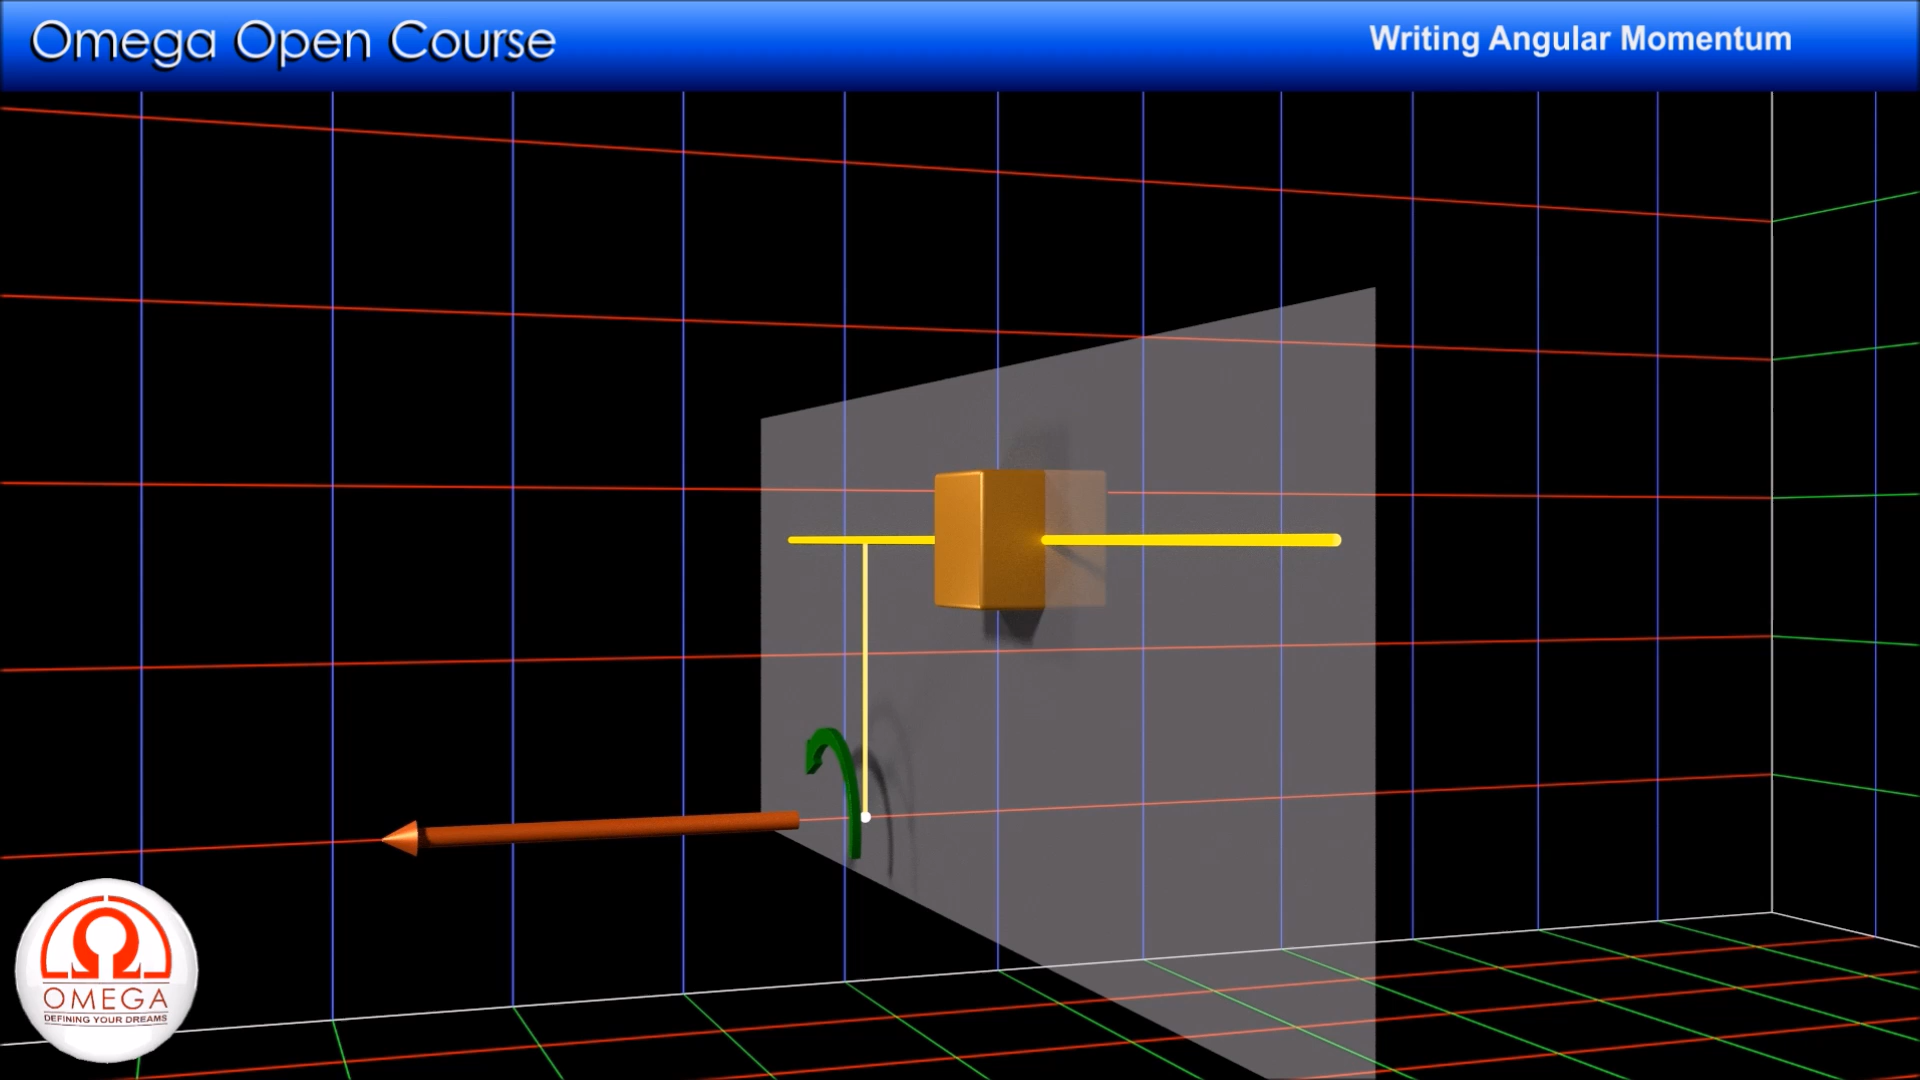 Omega Open Course
Writing Angular Momentum
OMEGA
DEFINING YOUR DREAMS